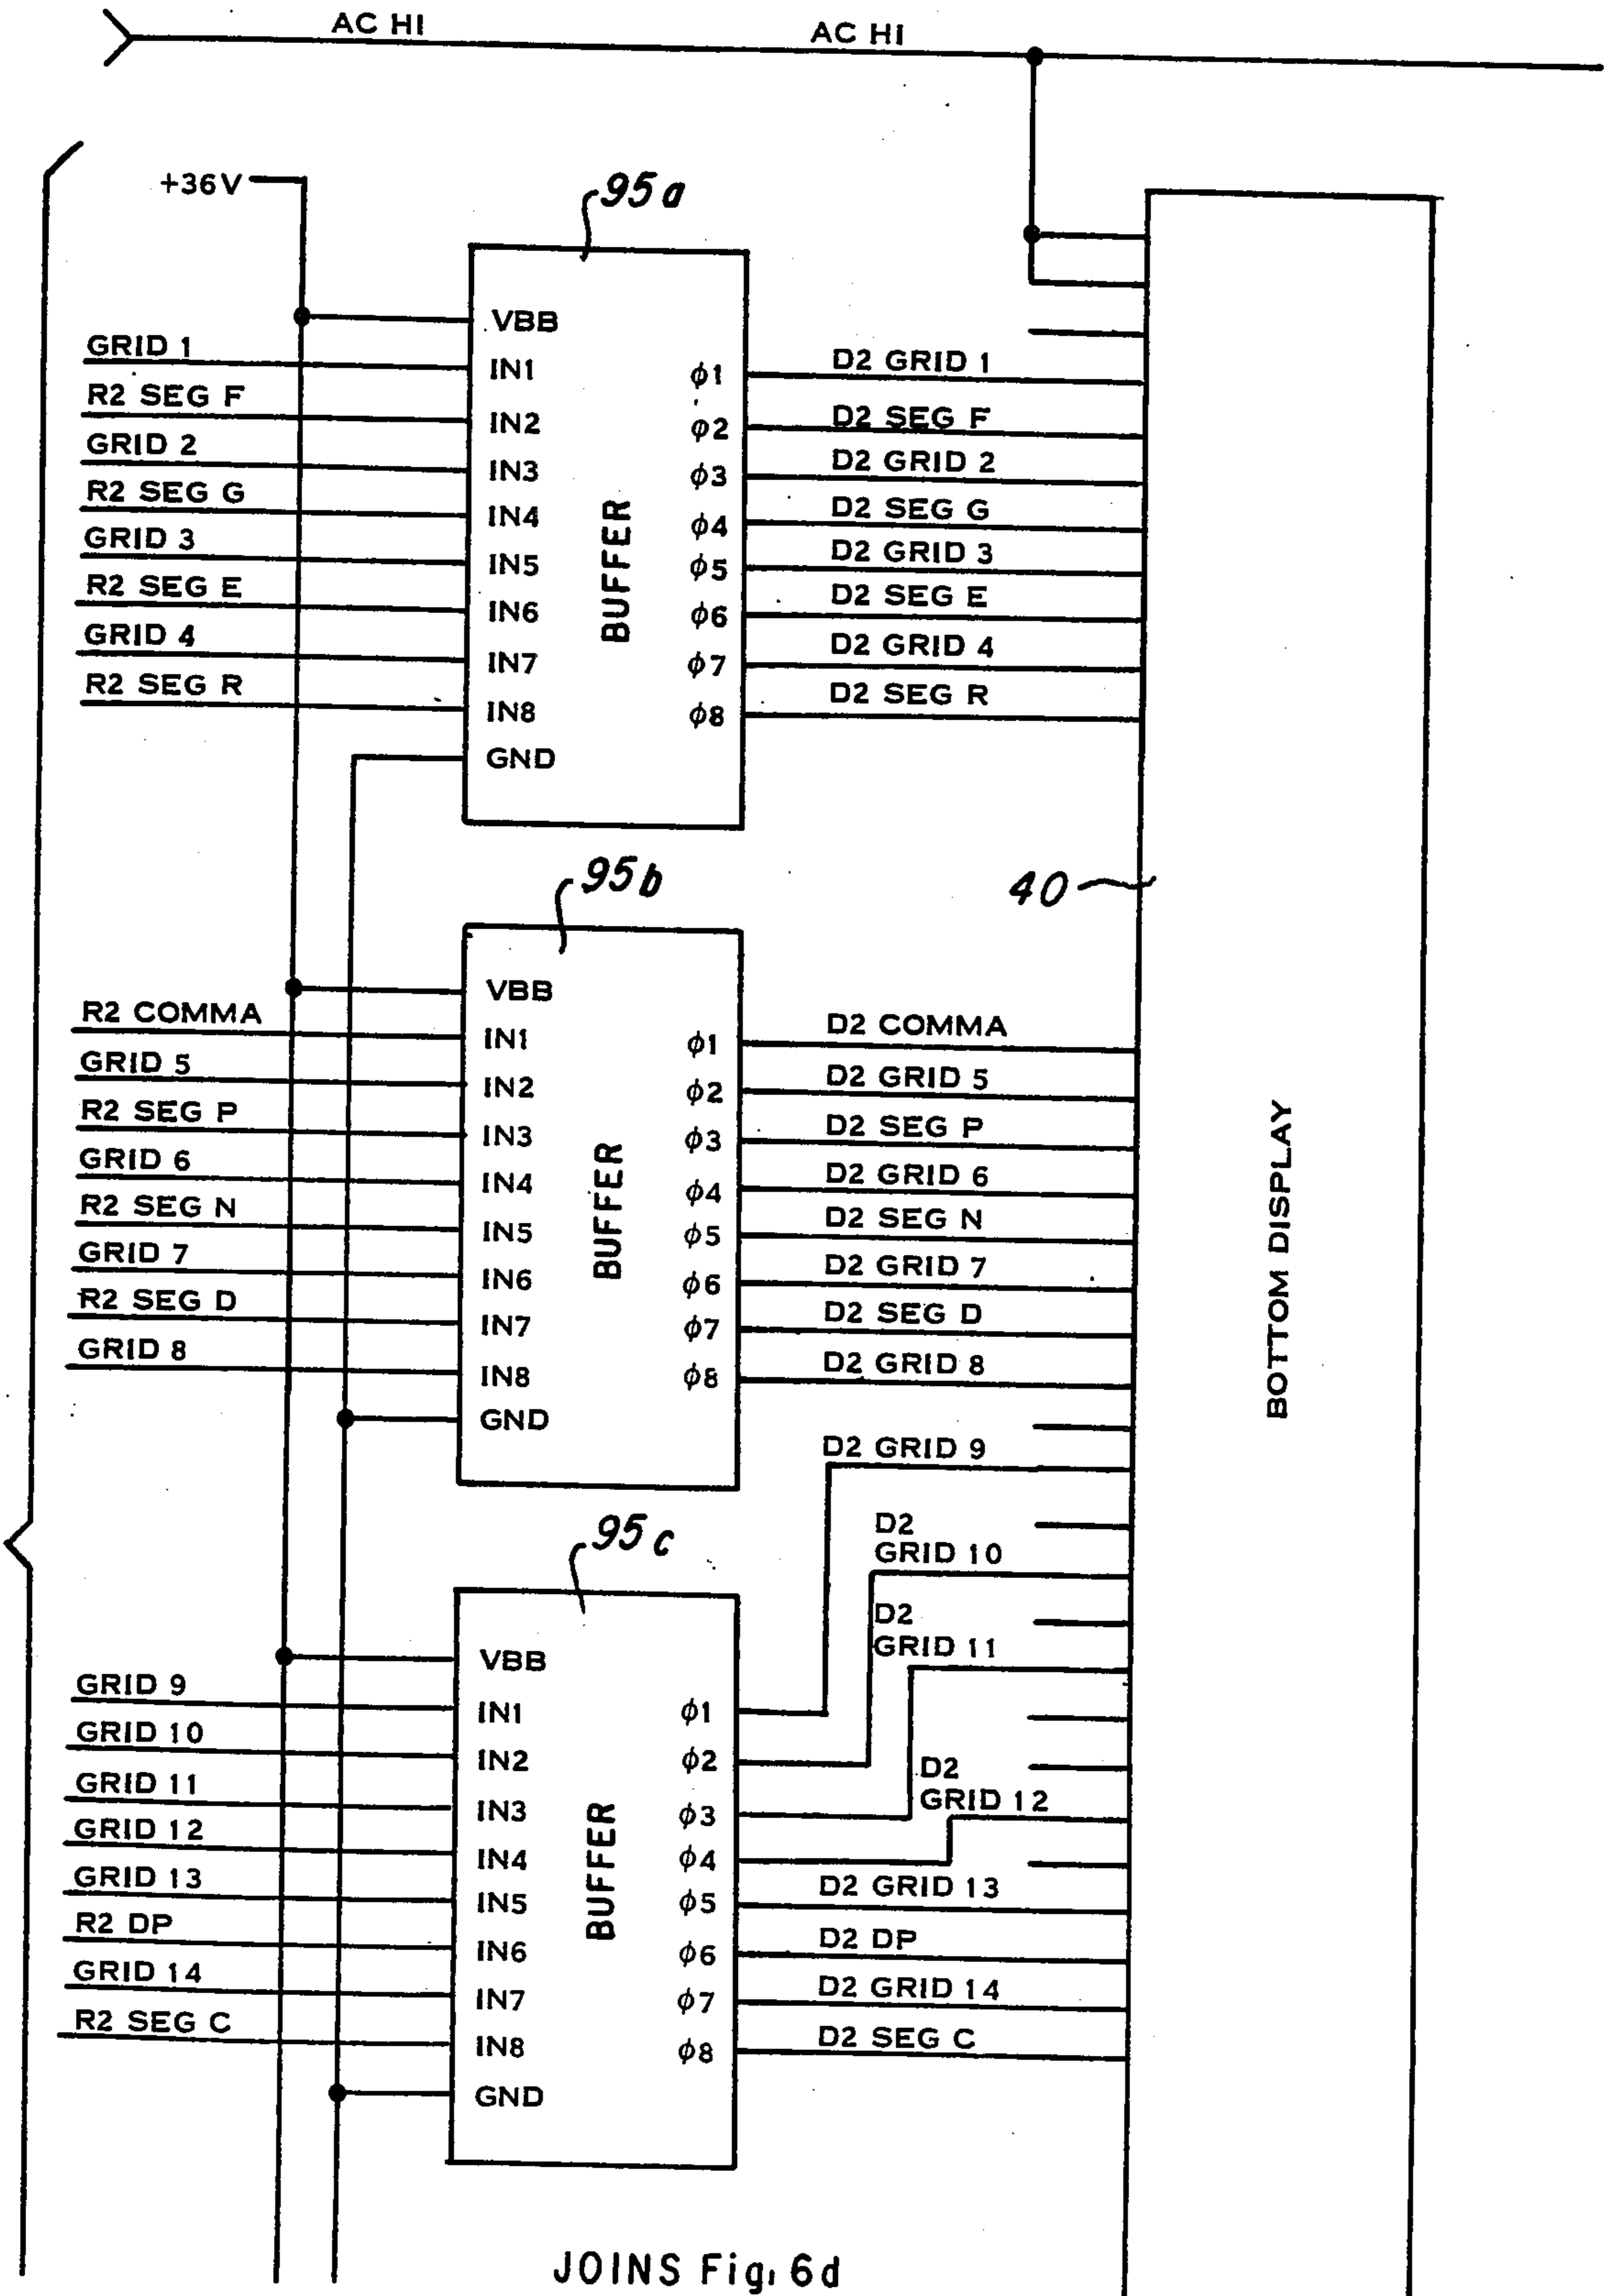 AC HI AC HI
+36V
95a
VBB
GRID 1 IN1 φ1 D2 GRID 1
R2 SEG F IN2 φ2 D2 SEG F
GRID 2 IN3 φ3 D2 GRID 2
R2 SEG G IN4 φ4 D2 SEG G
GRID 3 IN5 φ5 D2 GRID 3
R2 SEG E IN6 φ6 D2 SEG E
GRID 4 IN7 φ7 D2 GRID 4
R2 SEG R IN8 φ8 D2 SEG R
GND
BUFFER
95b
40
VBB
R2 COMMA IN1 φ1 D2 COMMA
GRID 5 IN2 φ2 D2 GRID 5
R2 SEG P IN3 φ3 D2 SEG P
GRID 6 IN4 φ4 D2 GRID 6
R2 SEG N IN5 φ5 D2 SEG N
GRID 7 IN6 φ6 D2 GRID 7
R2 SEG D IN7 φ7 D2 SEG D
GRID 8 IN8 φ8 D2 GRID 8
GND
BUFFER
BOTTOM DISPLAY
D2 GRID 9
95c
D2
GRID 10
D2
GRID 11
D2
GRID 12
VBB
GRID 9 IN1 φ1
GRID 10 IN2 φ2
GRID 11 IN3 φ3
GRID 12 IN4 φ4
GRID 13 IN5 φ5 D2 GRID 13
R2 DP IN6 φ6 D2 DP
GRID 14 IN7 φ7 D2 GRID 14
R2 SEG C IN8 φ8 D2 SEG C
GND
BUFFER
JOINS Fig. 6d